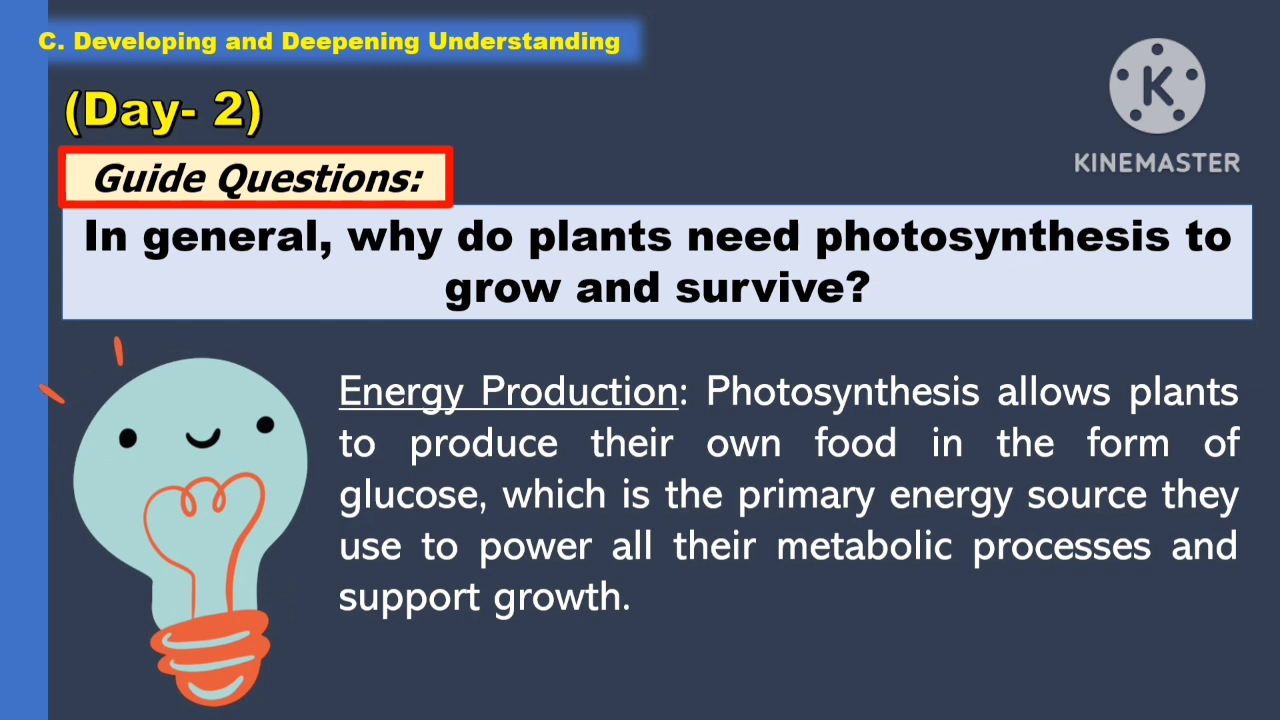 C. Developing and Deepening Understanding
(Day- 2)
K
KINEMASTER
Guide Questions:
In general, why do plants need photosynthesis to
grow and survive?
Energy Production: Photosynthesis allows plants
to produce their own food in the form of
glucose, which is the primary energy source they
use to power all their metabolic processes and
support growth.